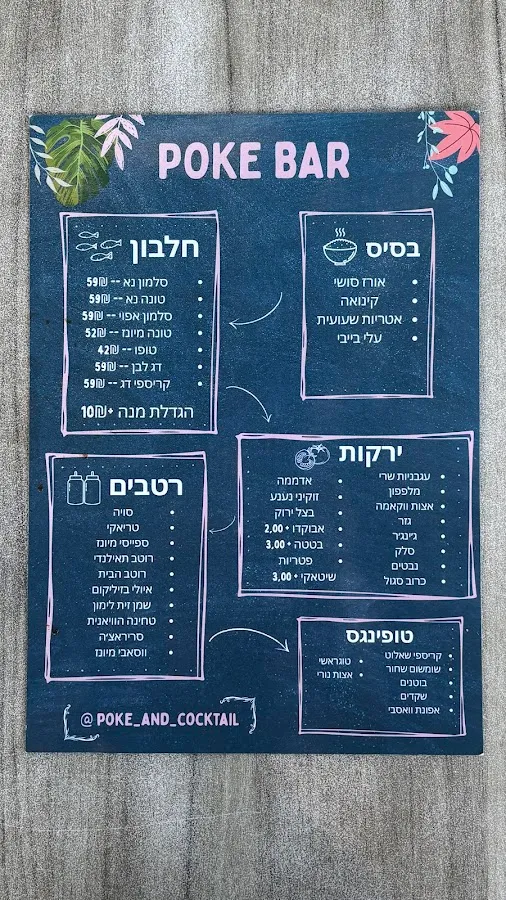 POKE BAR
בסיס
אורז סושי
קינואה
אטריות שעועית
עלי בייבי
חלבון
סלמון נא -- 59₪
טונה נא -- 59₪
סלמון אפוי -- 59₪
טונה מיונז -- 52₪
טופו -- 42₪
דג לבן -- 59₪
קריספי דג -- 59₪
הגדלת מנה +10₪
ירקות
עגבניות שרי
מלפפון
אצות ווקאמה
גזר
ג'ינג'ר
סלק
נבטים
כרוב סגול
אדממה
זוקיני נענע
בצל ירוק
אבוקדו + 2,00
בטטה + 3,00
פטריות
שיטאקי + 3,00
רטבים
סויה
טריאקי
ספייסי מיונז
רוטב תאילנדי
רוטב הבית
איולי בזיליקום
שמן זית לימון
טחינה הוויאנית
סריראצ'ה
ווסאבי מיונז
טופינגס
קריספי שאלוט
שומשום שחור
בוטנים
שקדים
אפונת וואסבי
טוגראשי
אצות נורי
@ POKE_AND_COCKTAIL